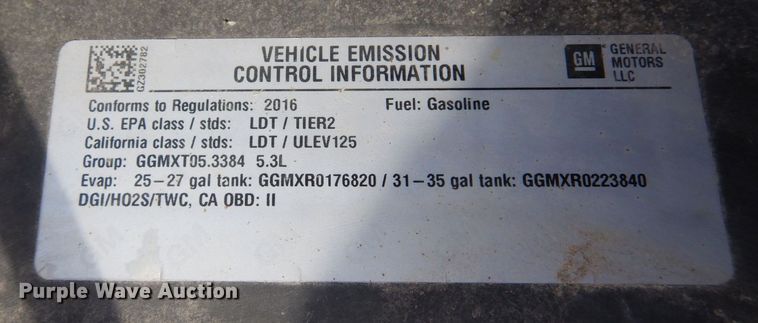 GZ302782
VEHICLE EMISSION
CONTROL INFORMATION
GM
GENERAL
MOTORS
LLC
Conforms to Regulations: 2016 Fuel: Gasoline
U.S. EPA class / stds: LDT / TIER2
California class / stds: LDT / ULEV125
Group: GGMXT05.3384 5.3L
Evap: 25-27 gal tank: GGMXR0176820 / 31-35 gal tank: GGMXR0223840
DGI/HO2S/TWC, CA OBD: II
Purple Wave Auction